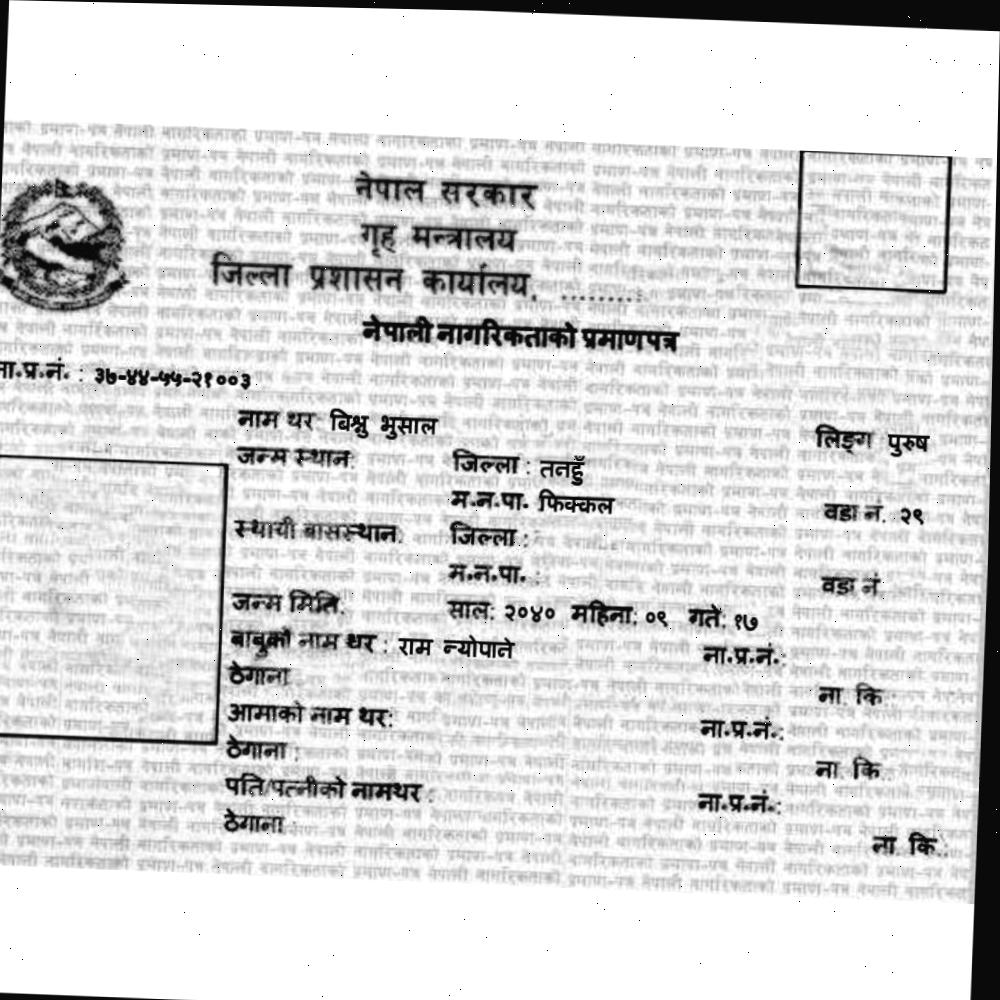 नेपाल सरकार
गृह मन्त्रालय
जिल्ला प्रशासन कार्यालय, ........
नेपाली नागरिकताको प्रमाणपत्र
ना.प्र.नं. : ३७-४४-५५-२१००३
नाम थर: बिश्नु भुसाल लिङ्ग पुरुष
जन्म स्थान: जिल्ला : तनहुँ
म.न.पा. फिक्कल वडा नं. २९
स्थायी बासस्थान: जिल्ला :
म.न.पा. : वडा नं.
जन्म मिति: साल: २०४० महिना: ०९ गते: १७
बाबुको नाम थर : राम न्योपाने ना.प्र.नं.:
ठेगाना ना. कि.:
आमाको नाम थर: ना.प्र.नं.:
ठेगाना : ना. कि.:
पति/पत्नीको नामथर : ना.प्र.नं.:
ठेगाना : ना. कि.: